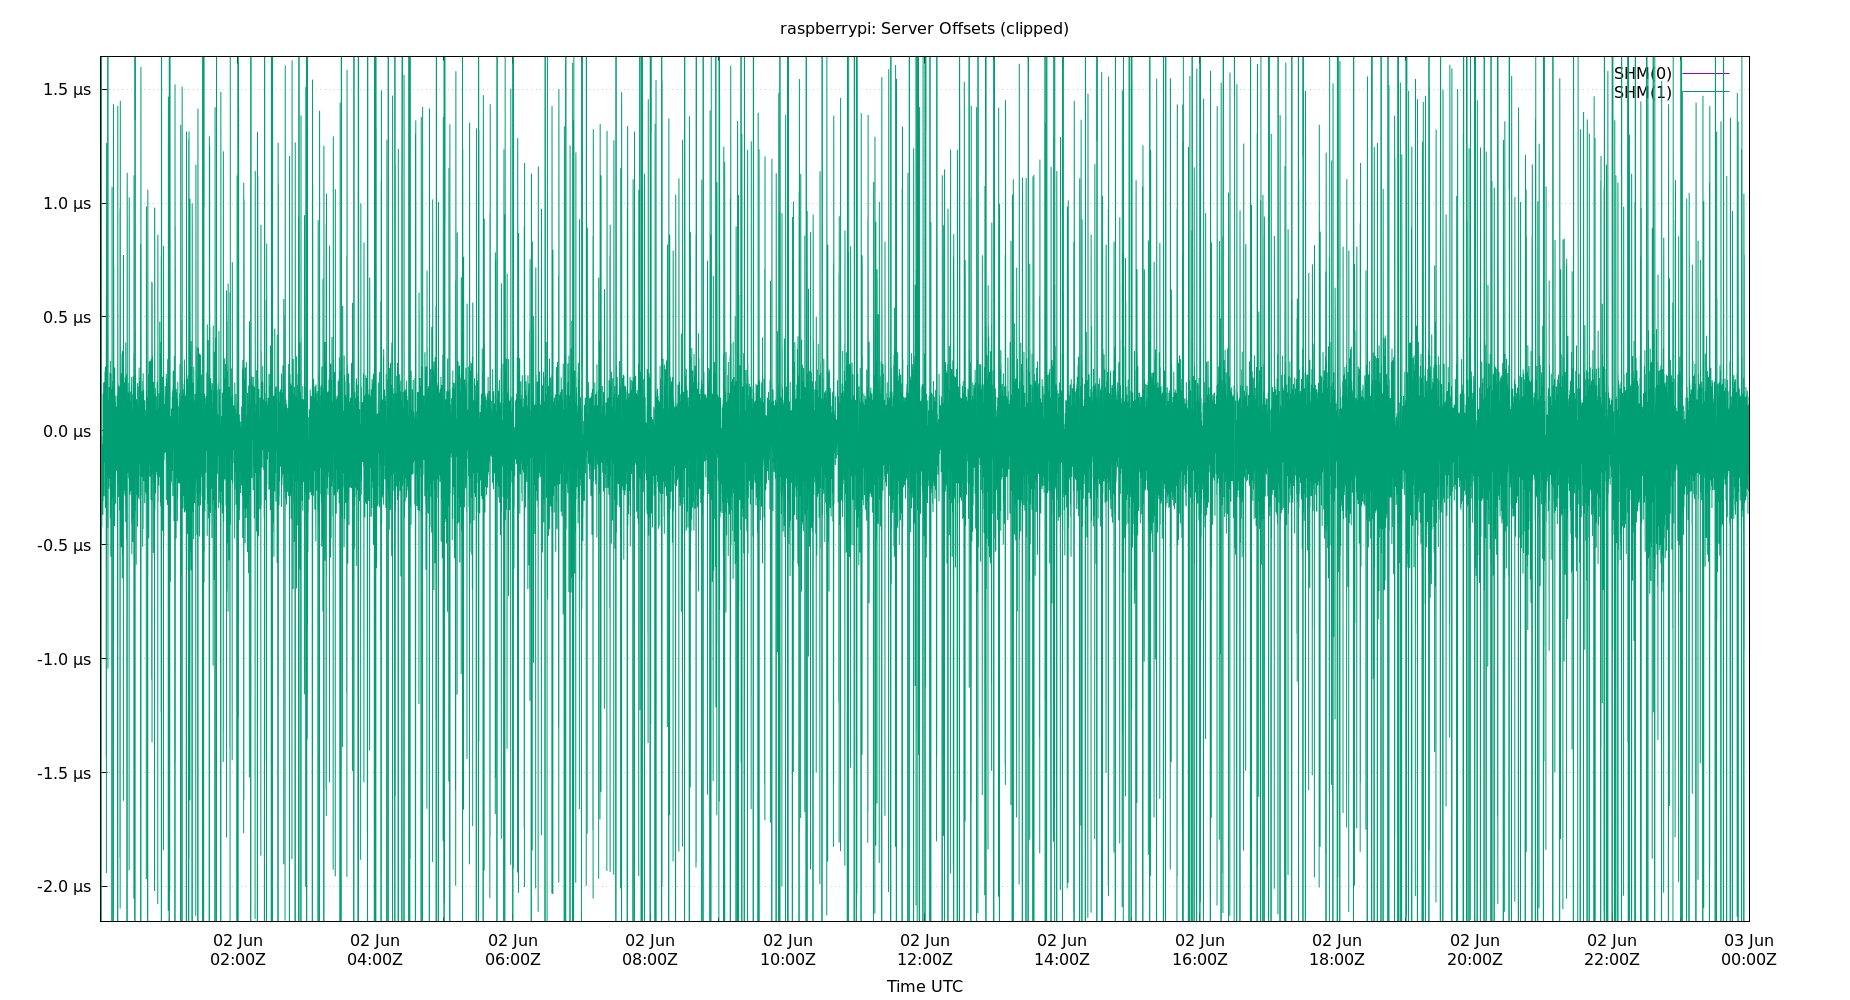 raspberrypi: Server Offsets (clipped)
SHM(0)
SHM(1)
1.5 µs
1.0 µs
0.5 µs
0.0 µs
-0.5 µs
-1.0 µs
-1.5 µs
-2.0 µs
02 Jun 02 Jun 02 Jun 02 Jun 02 Jun 02 Jun 02 Jun 02 Jun 02 Jun 02 Jun 02 Jun 03 Jun
02:00Z 04:00Z 06:00Z 08:00Z 10:00Z 12:00Z 14:00Z 16:00Z 18:00Z 20:00Z 22:00Z 00:00Z
Time UTC